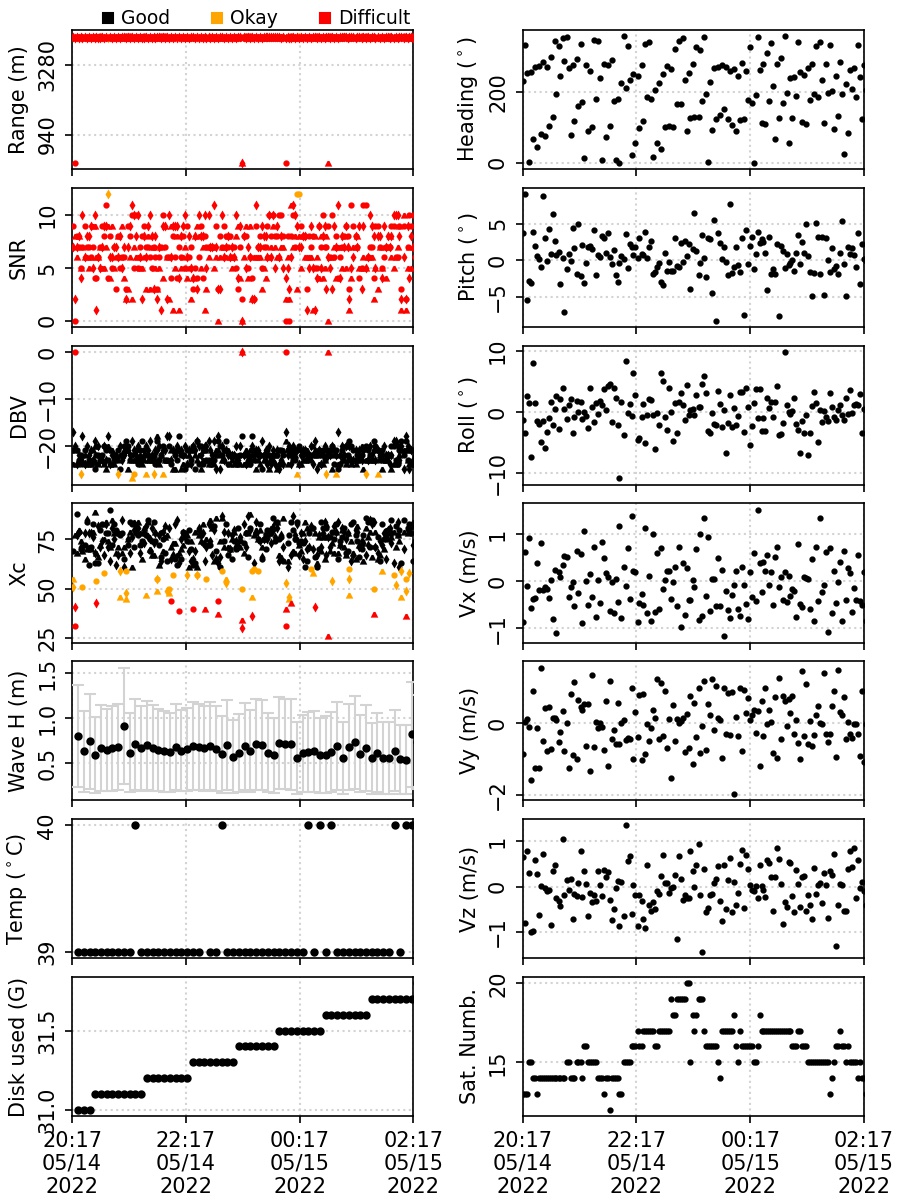 Good Okay Difficult
Range (m)
3280
940
Heading (°)
200
0
SNR
10
5
0
Pitch (°)
5
0
−5
DBV
0
−10
−20
Roll (°)
10
0
−10
Xc
75
50
25
Vx (m/s)
1
0
−1
Wave H (m)
1.5
1.0
0.5
Vy (m/s)
0
−2
Temp (°C)
40
39
Vz (m/s)
1
0
−1
Disk used (G)
31.5
31.0
Sat. Numb.
20
15
20:17 22:17 00:17 02:17
05/14 05/14 05/15 05/15
2022 2022 2022 2022
20:17 22:17 00:17 02:17
05/14 05/14 05/15 05/15
2022 2022 2022 2022